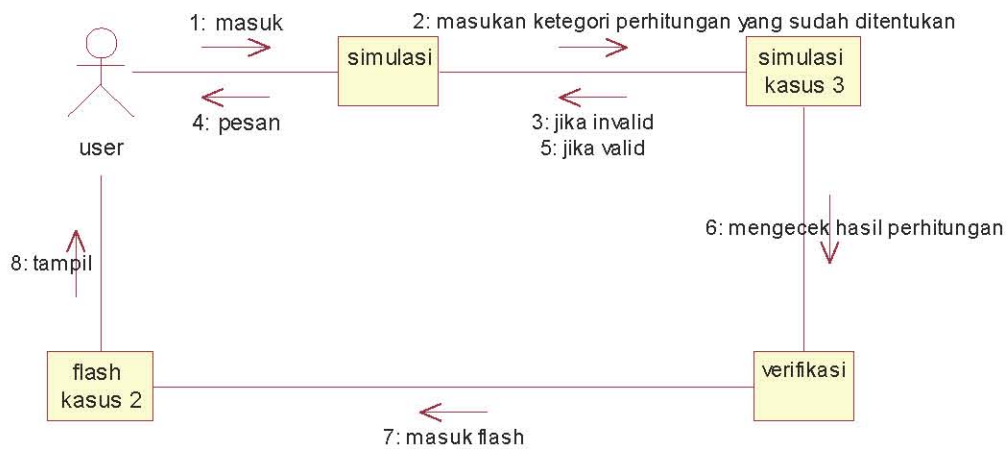 1: masuk
2: masukan ketegori perhitungan yang sudah ditentukan
simulasi
simulasi
kasus 3
4: pesan
3: jika invalid
5: jika valid
user
6: mengecek hasil perhitungan
8: tampil
flash
kasus 2
verifikasi
7: masuk flash